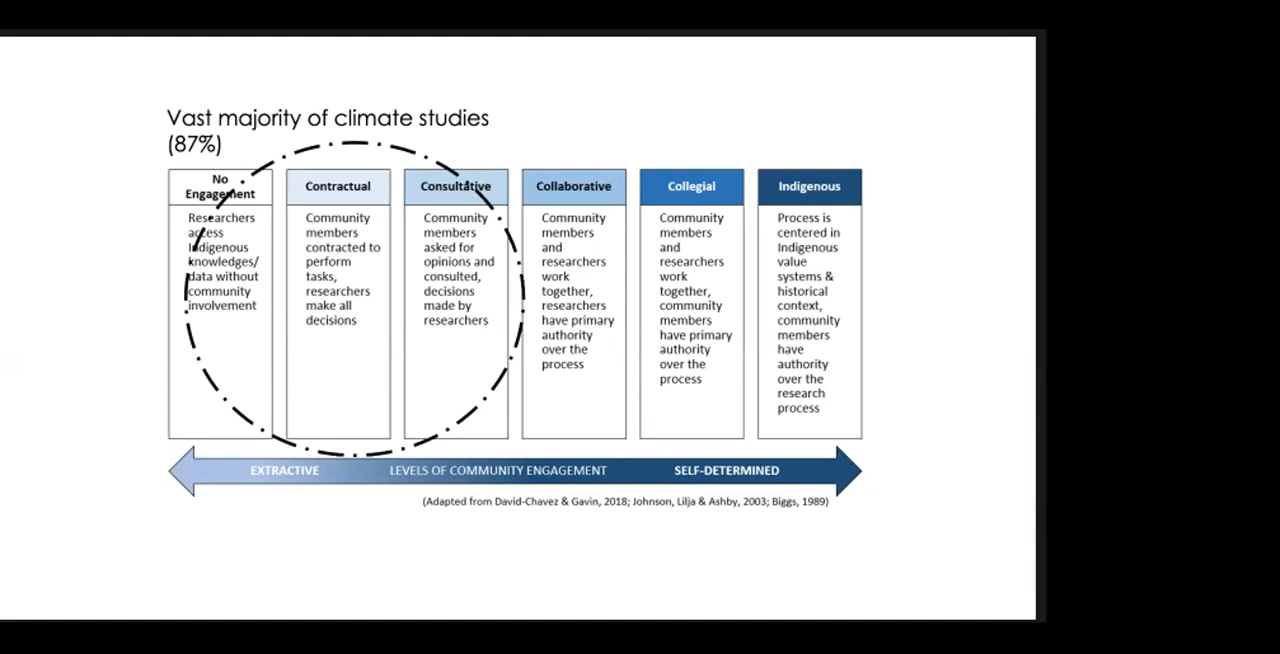 Vast majority of climate studies
(87%)
No
Engagement
Researchers
access
Indigenous
knowledges/
data without
community
involvement
Contractual
Community
members
contracted to
perform
tasks,
researchers
make all
decisions
Consultative
Community
members
asked for
opinions and
consulted,
decisions
made by
researchers
Collaborative
Community
members
and
researchers
work
together,
researchers
have primary
authority
over the
process
Collegial
Community
members
and
researchers
work
together,
community
members
have primary
authority
over the
process
Indigenous
Process is
centered in
Indigenous
value
systems &
historical
context,
community
members
have
authority
over the
research
process
EXTRACTIVE LEVELS OF COMMUNITY ENGAGEMENT SELF-DETERMINED
(Adapted from David-Chavez & Gavin, 2018; Johnson, Lilja & Ashby, 2003; Biggs, 1989)